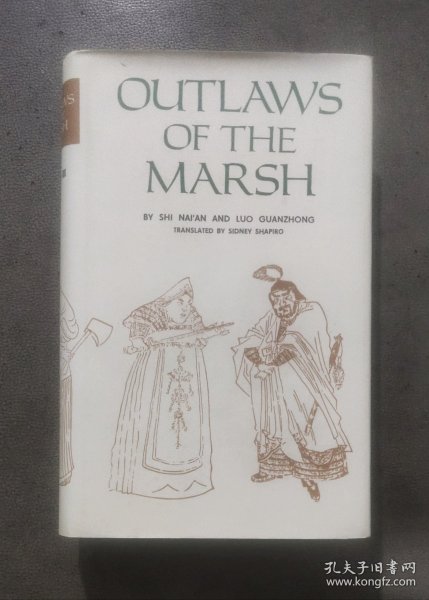 OUTLAWS
OF THE
MARSH
BY SHI NAI'AN AND LUO GUANZHONG
TRANSLATED BY SIDNEY SHAPIRO
孔夫子旧书网
www.kongfz.com